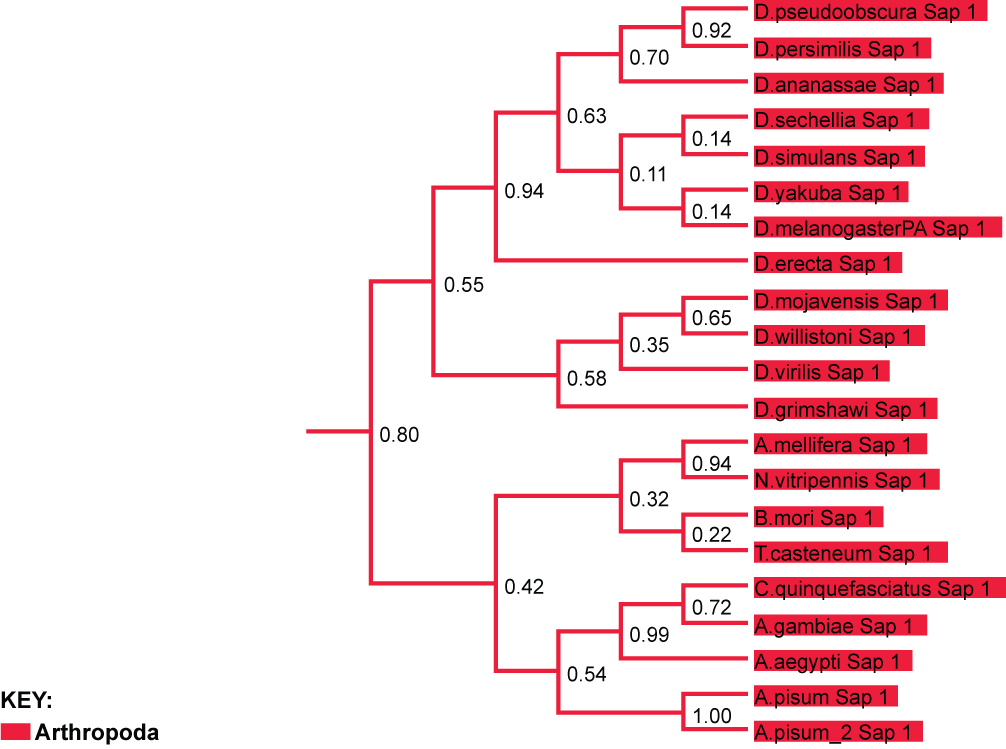 D.pseudoobscura Sap 1
0.92
D.persimilis Sap 1
0.70
D.ananassae Sap 1
0.63
D.sechellia Sap 1
0.14
D.simulans Sap 1
0.11
0.94
D.yakuba Sap 1
0.14
D.melanogasterPA Sap 1
D.erecta Sap 1
0.55
D.mojavensis Sap 1
0.65
D.willistoni Sap 1
0.35
D.virilis Sap 1
0.58
D.grimshawi Sap 1
0.80
A.mellifera Sap 1
0.94
N.vitripennis Sap 1
0.32
B.mori Sap 1
0.22
T.casteneum Sap 1
0.42
C.quinquefasciatus Sap 1
0.72
A.gambiae Sap 1
0.99
A.aegypti Sap 1
0.54
A.pisum Sap 1
1.00
A.pisum_2 Sap 1
KEY:
Arthropoda